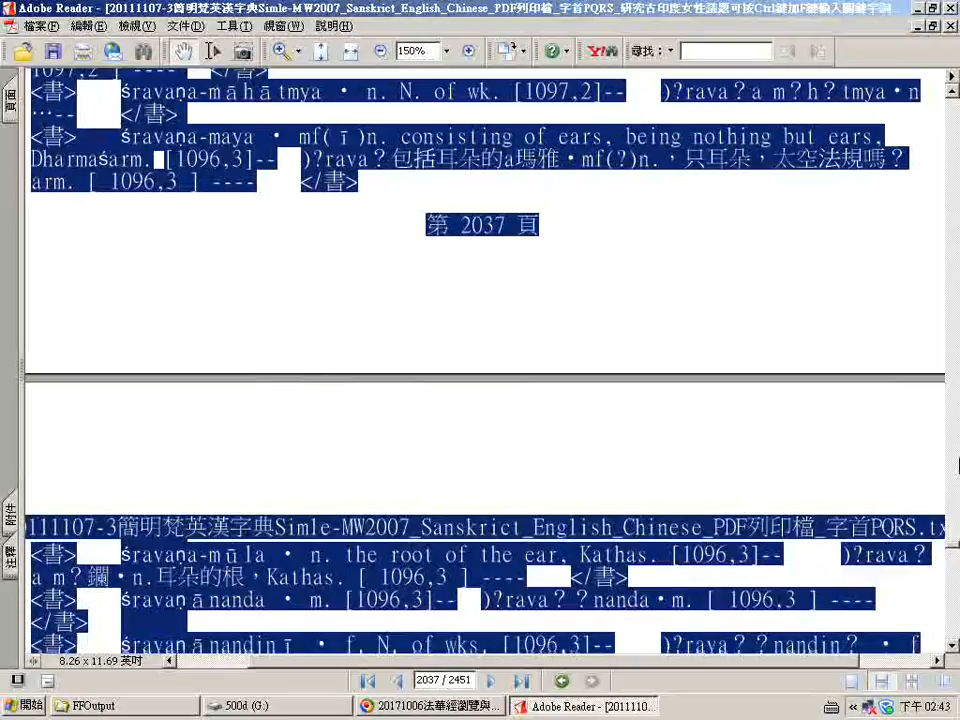 Adobe Reader - [20111107-3簡明梵英漢字典Simle-MW2007_Sanskrict_English_Chinese_PDF列印檔_字首PQRS_研究古印度女性議題可按Ctrl鍵加F鍵輸入關鍵字詞
檔案(F) 編輯(E) 檢視(V) 文件(D) 工具(T) 視窗(W) 說明(H)
150% Y! 尋找:
頁面
1097,2 ] ---- </書>
<書> śravaṇa-māhātmya • n. N. of wk. [1097,2]-- )?rava?a m?h?tmya•n
…-- </書>
<書> śravaṇa-maya • mf( ī )n. consisting of ears, being nothing but ears,
Dharmaśarm. [1096,3]-- )?rava?包括耳朵的a瑪雅•mf(?)n.,只耳朵,太空法規嗎?
arm. [ 1096,3 ] ---- </書>
第 2037 頁
附件
注釋
111107-3簡明梵英漢字典Simle-MW2007_Sanskrict_English_Chinese_PDF列印檔_字首PQRS.tx
<書> śravaṇa-mūla • n. the root of the ear, Kathas. [1096,3]-- )?rava?
a m?鑭•n.耳朵的根,Kathas. [ 1096,3 ] ---- </書>
<書> śravaṇānanda • m. [1096,3]-- )?rava??nanda•m. [ 1096,3 ] ----
</書>
<書> śravaṇānandinī • f. N. of wks. [1096,3]-- )?rava??nandin? • f
8.26 x 11.69 英吋
2037 / 2451
開始 FFOutput 500d (G:) 20171006法華經瀏覽與... Adobe Reader - [2011110... 下午 02:43